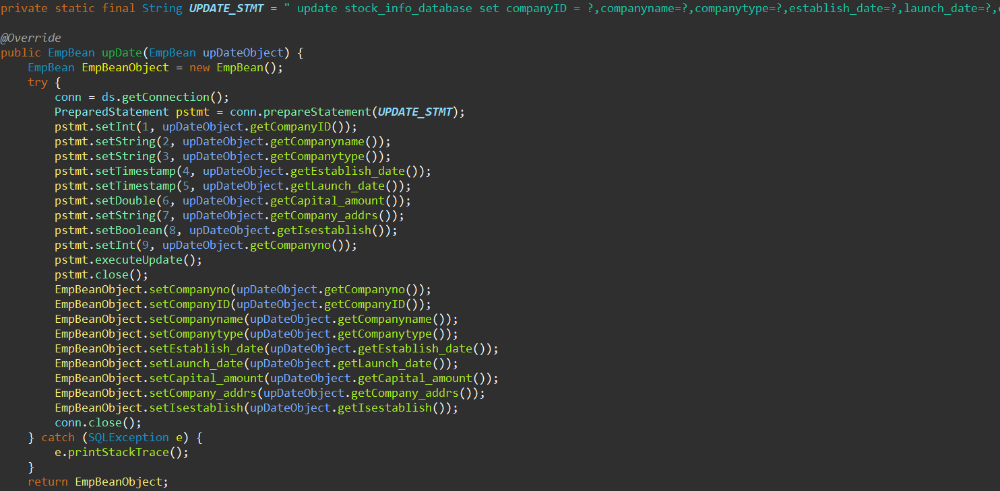 private static final String UPDATE_STMT = " update stock_info_database set companyID = ?,companyname=?,companytype=?,establish_date=?,launch_date=?,
@Override
public EmpBean upDate(EmpBean upDateObject) {
    EmpBean EmpBeanObject = new EmpBean();
    try {
        conn = ds.getConnection();
        PreparedStatement pstmt = conn.prepareStatement(UPDATE_STMT);
        pstmt.setInt(1, upDateObject.getCompanyID());
        pstmt.setString(2, upDateObject.getCompanyname());
        pstmt.setString(3, upDateObject.getCompanytype());
        pstmt.setTimestamp(4, upDateObject.getEstablish_date());
        pstmt.setTimestamp(5, upDateObject.getLaunch_date());
        pstmt.setDouble(6, upDateObject.getCapital_amount());
        pstmt.setString(7, upDateObject.getCompany_addrs());
        pstmt.setBoolean(8, upDateObject.getIsestablish());
        pstmt.setInt(9, upDateObject.getCompanyno());
        pstmt.executeUpdate();
        pstmt.close();
        EmpBeanObject.setCompanyno(upDateObject.getCompanyno());
        EmpBeanObject.setCompanyID(upDateObject.getCompanyID());
        EmpBeanObject.setCompanyname(upDateObject.getCompanyname());
        EmpBeanObject.setCompanytype(upDateObject.getCompanytype());
        EmpBeanObject.setEstablish_date(upDateObject.getEstablish_date());
        EmpBeanObject.setLaunch_date(upDateObject.getLaunch_date());
        EmpBeanObject.setCapital_amount(upDateObject.getCapital_amount());
        EmpBeanObject.setCompany_addrs(upDateObject.getCompany_addrs());
        EmpBeanObject.setIsestablish(upDateObject.getIsestablish());
        conn.close();
    } catch (SQLException e) {
        e.printStackTrace();
    }
    return EmpBeanObject;